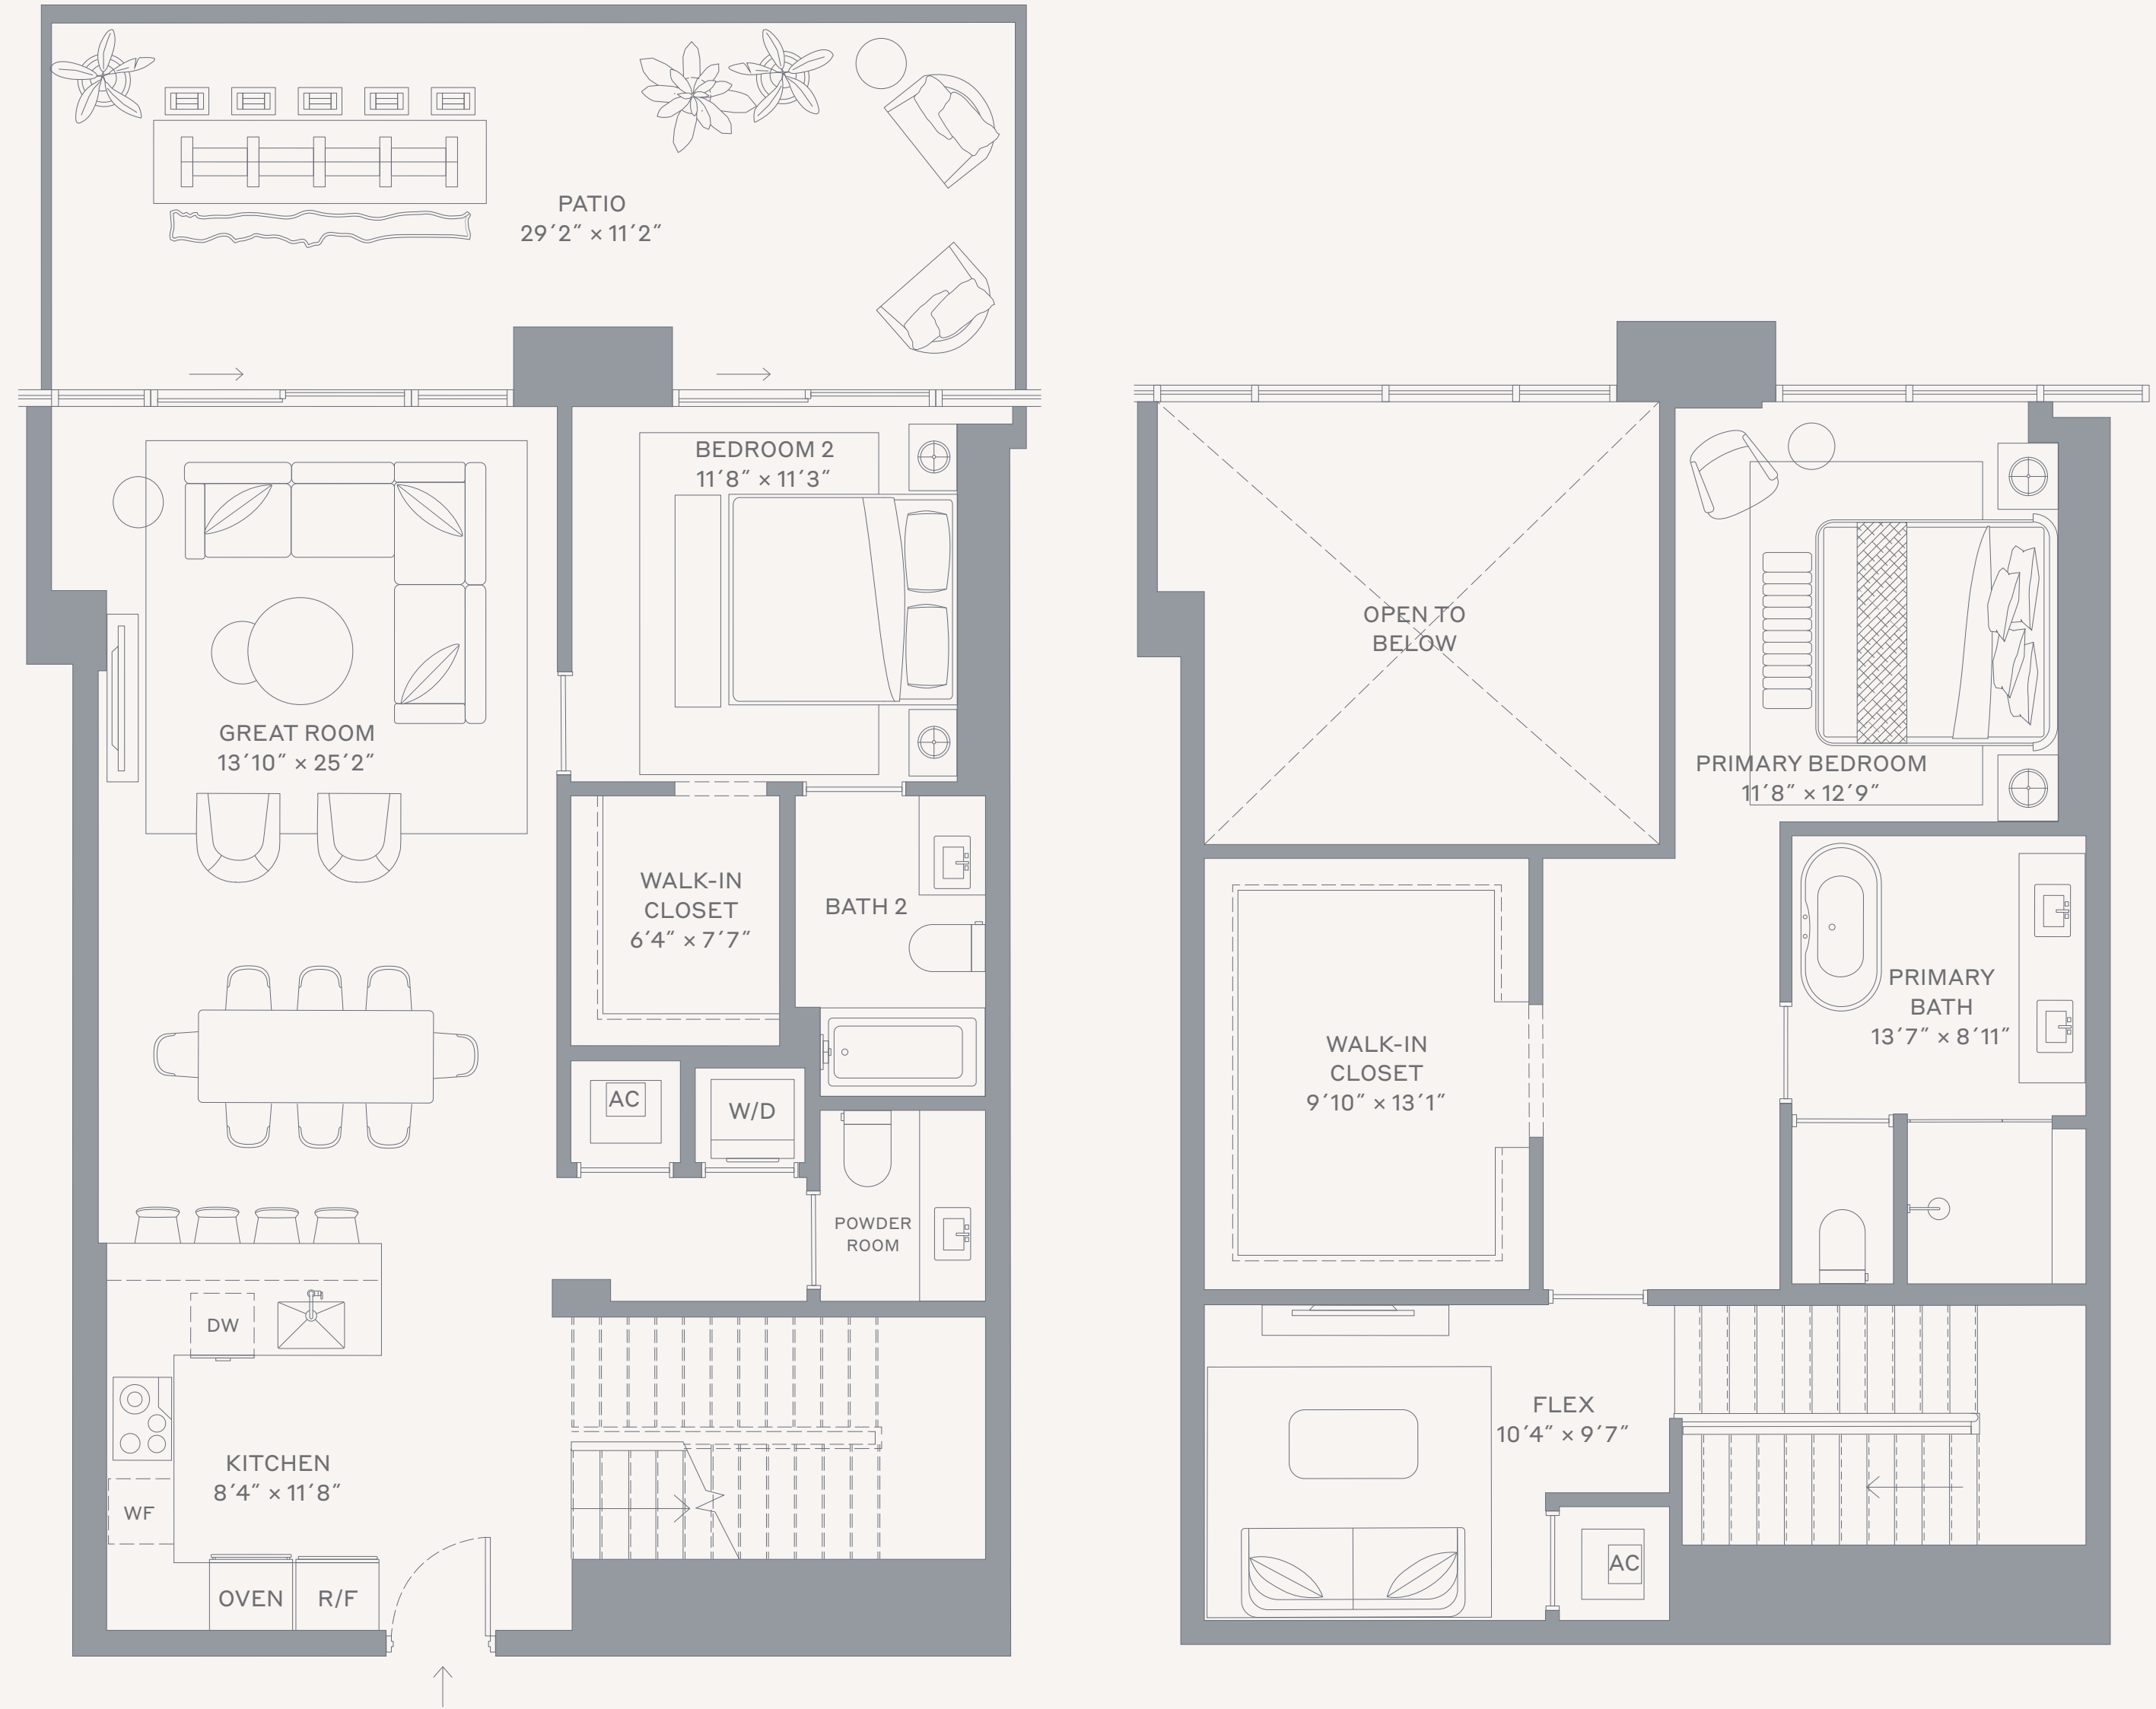 PATIO
29′2″ × 11′2″
BEDROOM 2
11′8″ × 11′3″
GREAT ROOM
13′10″ × 25′2″
WALK-IN
CLOSET
6′4″ × 7′7″
BATH 2
AC
W/D
POWDER
ROOM
DW
KITCHEN
8′4″ × 11′8″
WF
OVEN
R/F
OPEN TO
BELOW
PRIMARY BEDROOM
11′8″ × 12′9″
PRIMARY
BATH
13′7″ × 8′11″
WALK-IN
CLOSET
9′10″ × 13′1″
FLEX
10′4″ × 9′7″
AC